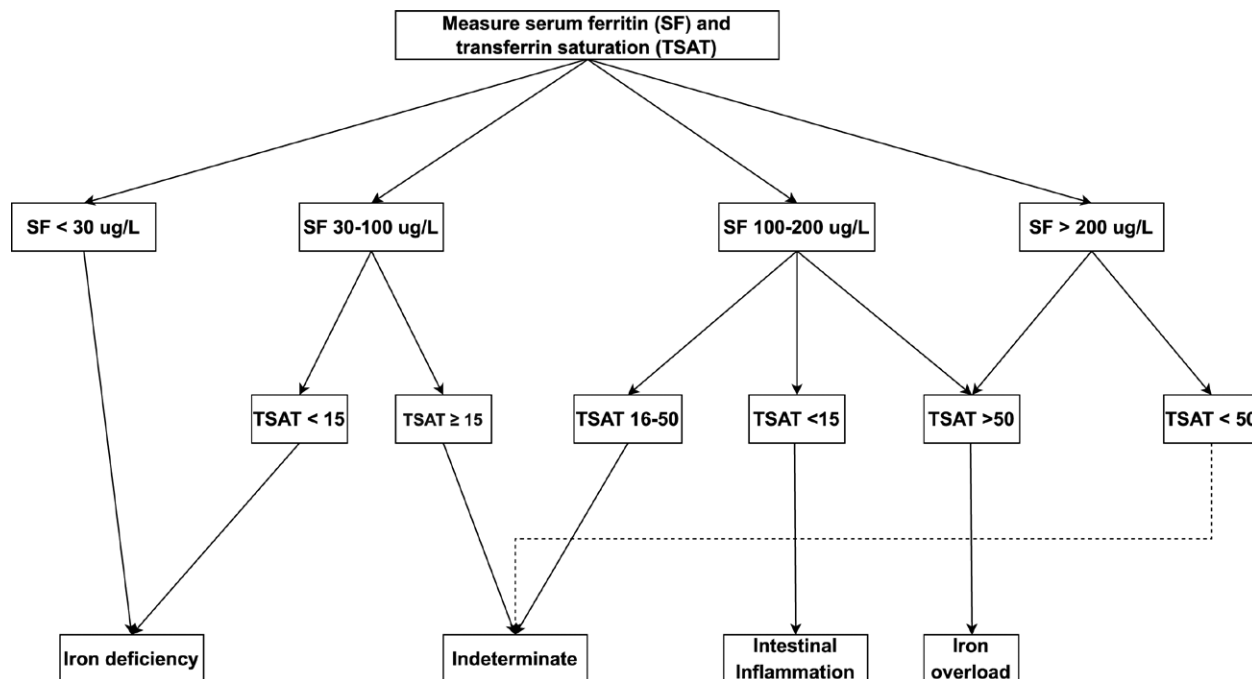 Measure serum ferritin (SF) and
transferrin saturation (TSAT)
SF < 30 ug/L
SF 30-100 ug/L
SF 100-200 ug/L
SF > 200 ug/L
TSAT < 15
TSAT ≥ 15
TSAT 16-50
TSAT <15
TSAT >50
TSAT < 50
Iron deficiency
Indeterminate
Intestinal
Inflammation
Iron
overload